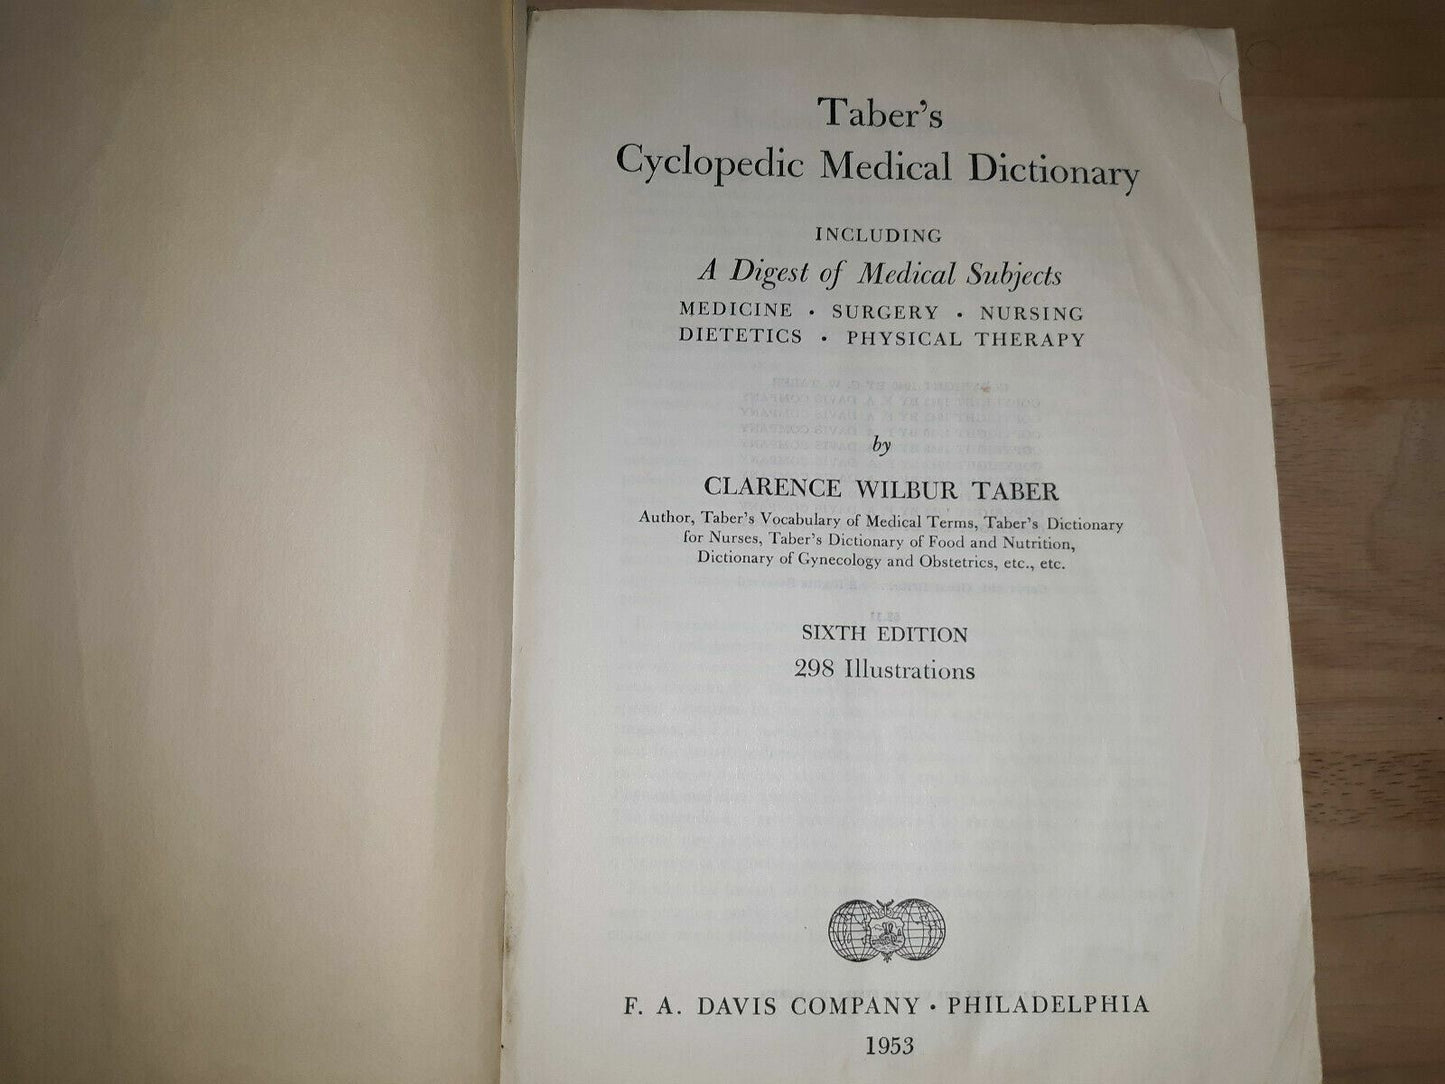 Taber's
Cyclopedic Medical Dictionary
INCLUDING
A Digest of Medical Subjects
MEDICINE • SURGERY • NURSING
DIETETICS • PHYSICAL THERAPY
by
CLARENCE WILBUR TABER
Author, Taber's Vocabulary of Medical Terms, Taber's Dictionary
for Nurses, Taber's Dictionary of Food and Nutrition,
Dictionary of Gynecology and Obstetrics, etc., etc.
SIXTH EDITION
298 Illustrations
F. A. DAVIS COMPANY • PHILADELPHIA
1953